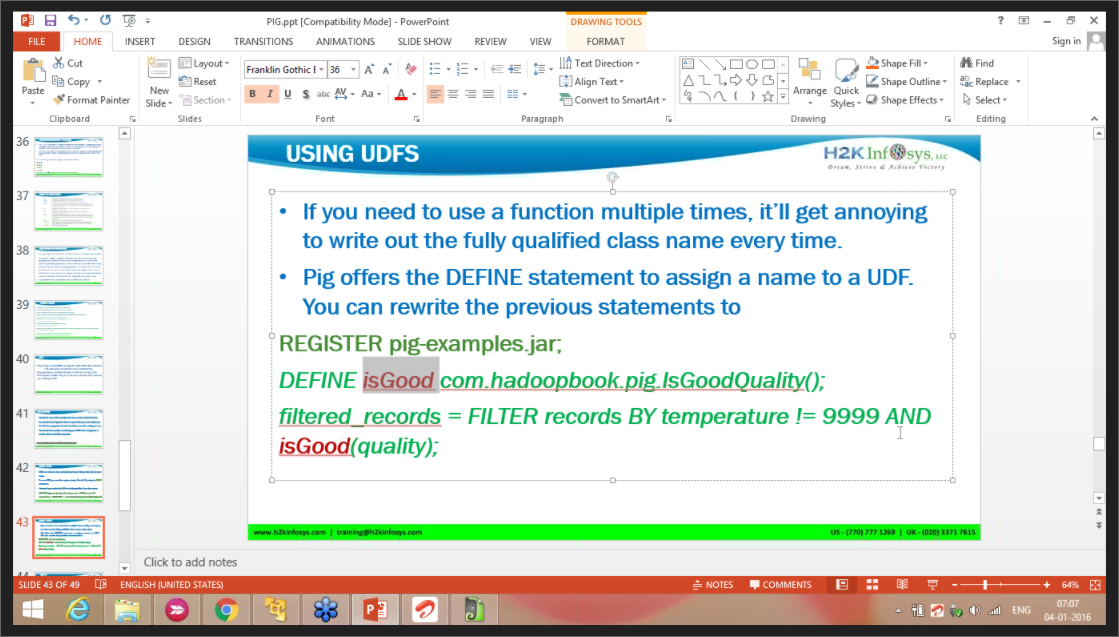 PIG.ppt [Compatibility Mode] - PowerPoint
DRAWING TOOLS
?
FILE
HOME
INSERT
DESIGN
TRANSITIONS
ANIMATIONS
SLIDE SHOW
REVIEW
VIEW
FORMAT
Sign in
Paste
Cut
Copy
Format Painter
Clipboard
New
Slide
Layout
Reset
Section
Slides
Franklin Gothic I
36
B I U S abc AV Aa A
Font
Text Direction
Align Text
Convert to SmartArt
Paragraph
Arrange
Quick
Styles
Shape Fill
Shape Outline
Shape Effects
Drawing
Find
Replace
Select
Editing
36
37
38
39
40
41
42
43
44
USING UDFS
H2K Infosys, LLC
Dream, Strive & Achieve Victory
• If you need to use a function multiple times, it'll get annoying
to write out the fully qualified class name every time.
• Pig offers the DEFINE statement to assign a name to a UDF.
You can rewrite the previous statements to
REGISTER pig-examples.jar;
DEFINE isGood com.hadoopbook.pig.IsGoodQuality();
filtered_records = FILTER records BY temperature != 9999 AND
isGood(quality);
www.h2kinfosys.com | training@h2kinfosys.com
US - (770) 777 1269 | UK - (020) 3371 7615
Click to add notes
SLIDE 43 OF 49
ENGLISH (UNITED STATES)
NOTES
COMMENTS
64%
ENG
07:07
04-01-2016